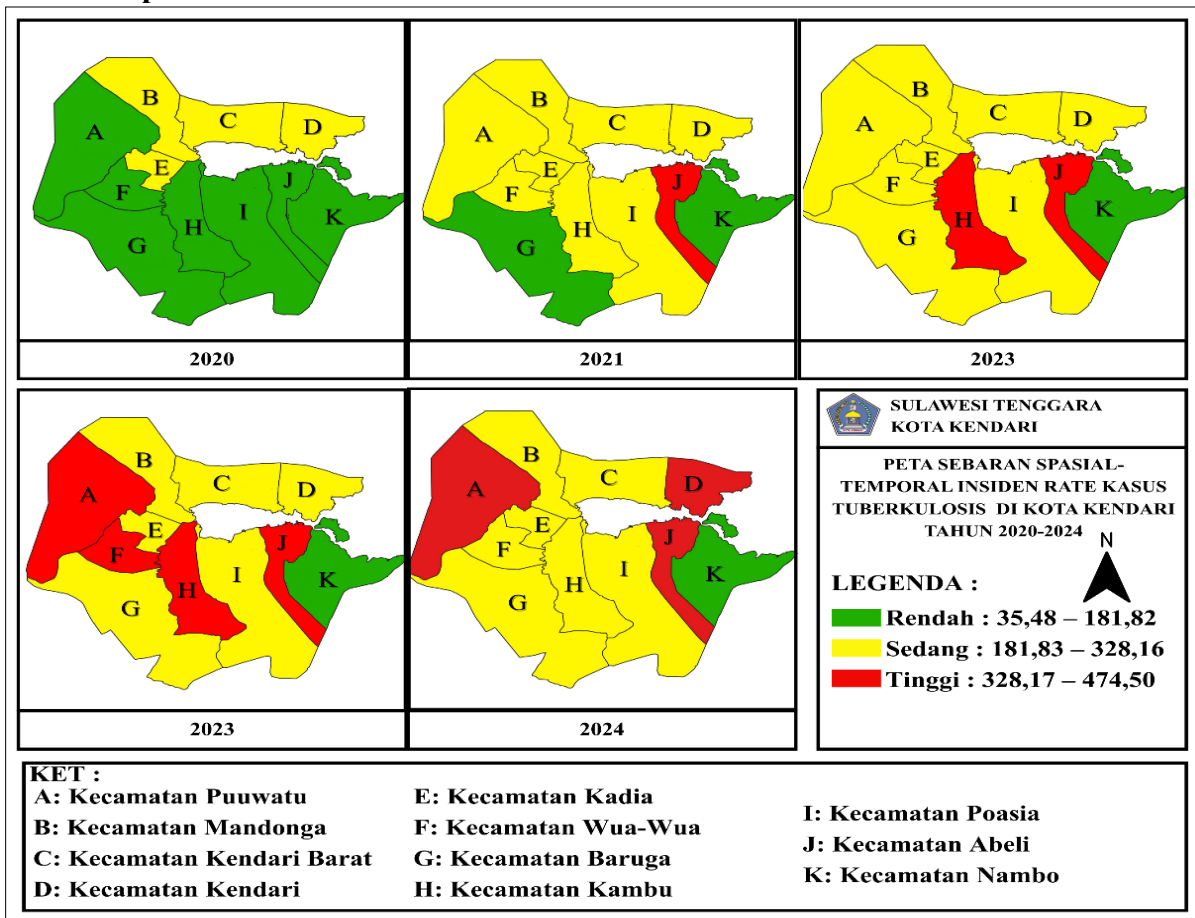 B
A
C
D
E
F
J
K
I
H
G
2020
B
A
C
D
E
F
J
K
I
H
G
2021
B
A
C
D
E
F
J
K
I
H
G
2023
B
A
C
D
E
F
J
K
I
H
G
2023
B
A
C
D
E
F
J
K
I
H
G
2024
SULAWESI TENGGARA
KOTA KENDARI
PETA SEBARAN SPASIAL-
TEMPORAL INSIDEN RATE KASUS
TUBERKULOSIS DI KOTA KENDARI
TAHUN 2020-2024
N
LEGENDA :
Rendah : 35,48 – 181,82
Sedang : 181,83 – 328,16
Tinggi : 328,17 – 474,50
KET :
A: Kecamatan Puuwatu
B: Kecamatan Mandonga
C: Kecamatan Kendari Barat
D: Kecamatan Kendari
E: Kecamatan Kadia
F: Kecamatan Wua-Wua
G: Kecamatan Baruga
H: Kecamatan Kambu
I: Kecamatan Poasia
J: Kecamatan Abeli
K: Kecamatan Nambo